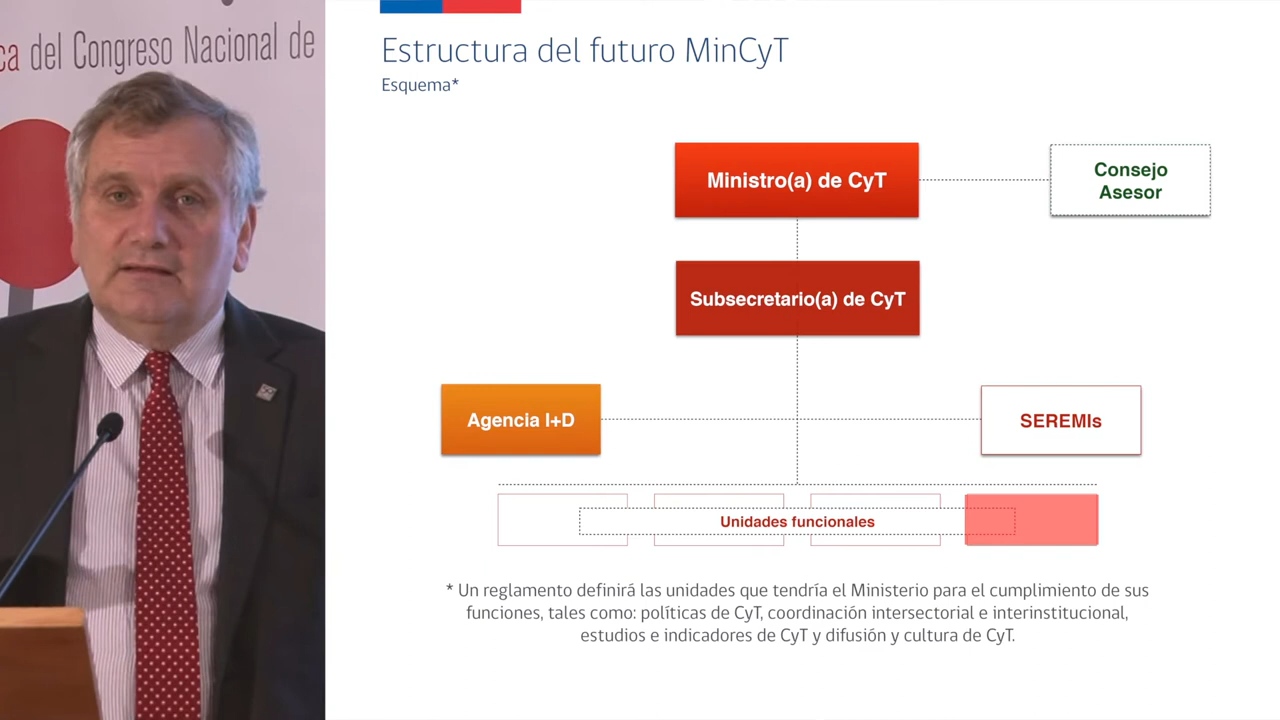 ca del Congreso Nacional de
Estructura del futuro MinCyT
Esquema*
Ministro(a) de CyT
Consejo
Asesor
Subsecretario(a) de CyT
Agencia I+D
SEREMIs
Unidades funcionales
* Un reglamento definirá las unidades que tendría el Ministerio para el cumplimiento de sus
funciones, tales como: políticas de CyT, coordinación intersectorial e interinstitucional,
estudios e indicadores de CyT y difusión y cultura de CyT.